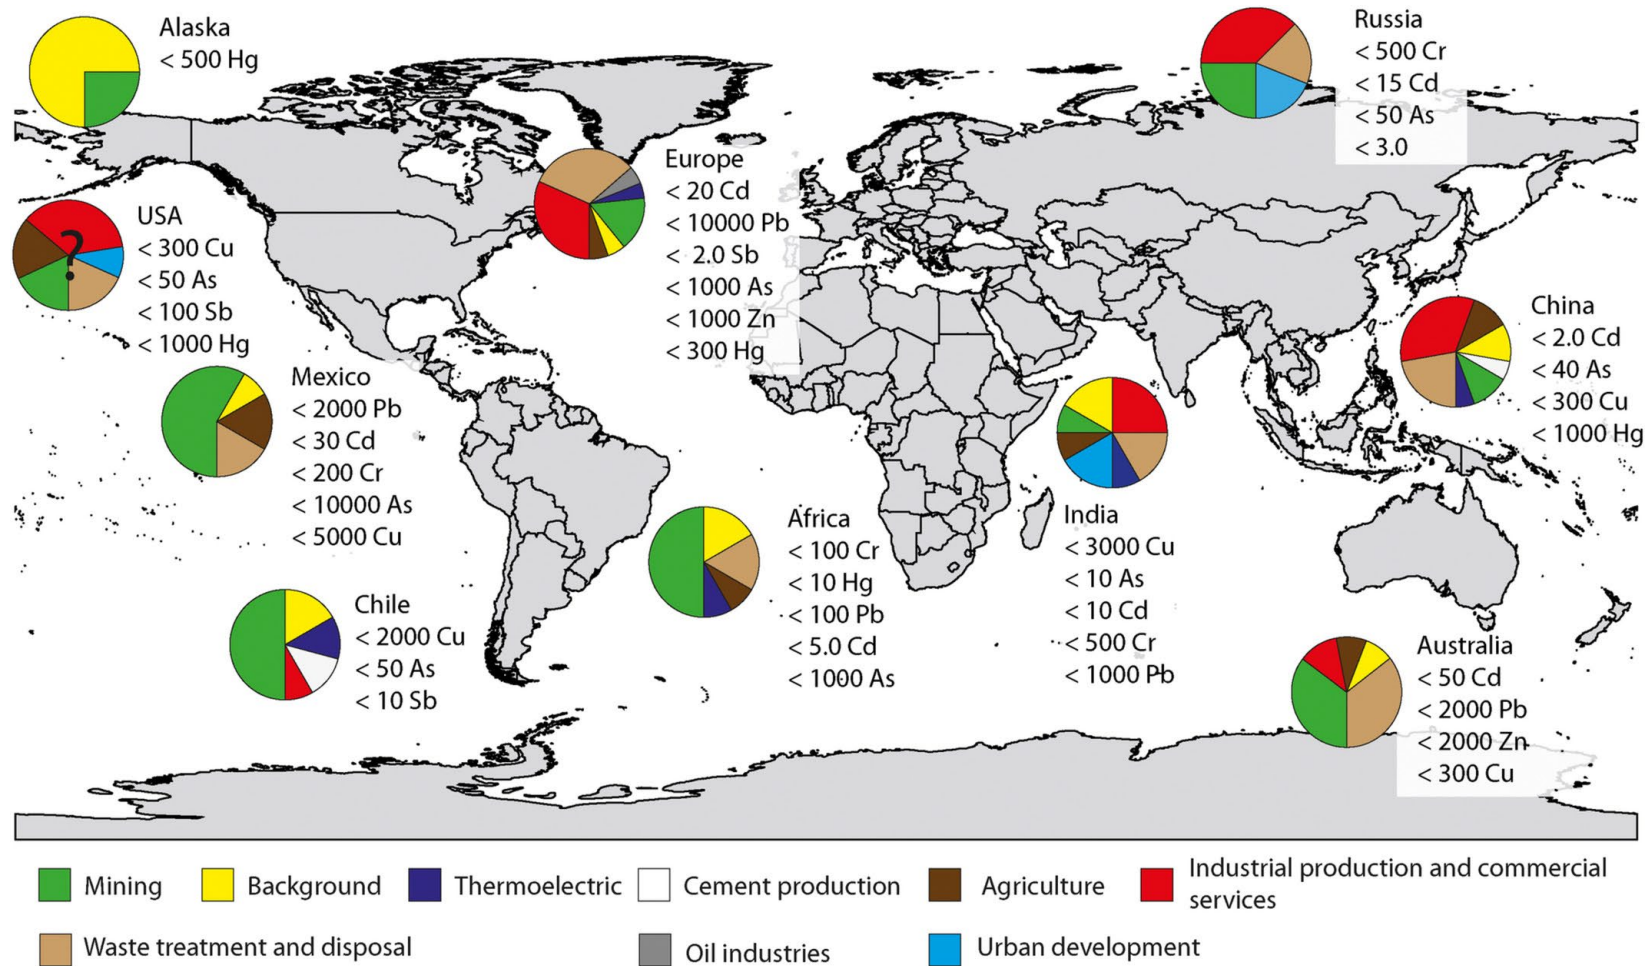 Alaska
< 500 Hg
Russia
< 500 Cr
< 15 Cd
< 50 As
< 3.0
Europe
< 20 Cd
< 10000 Pb
< 2.0 Sb
< 1000 As
< 1000 Zn
< 300 Hg
USA
< 300 Cu
< 50 As
< 100 Sb
< 1000 Hg
?
China
< 2.0 Cd
< 40 As
< 300 Cu
< 1000 Hg
Mexico
< 2000 Pb
< 30 Cd
< 200 Cr
< 10000 As
< 5000 Cu
Africa
< 100 Cr
< 10 Hg
< 100 Pb
< 5.0 Cd
< 1000 As
India
< 3000 Cu
< 10 As
< 10 Cd
< 500 Cr
< 1000 Pb
Chile
< 2000 Cu
< 50 As
< 10 Sb
Australia
< 50 Cd
< 2000 Pb
< 2000 Zn
< 300 Cu
Mining
Background
Thermoelectric
Cement production
Agriculture
Industrial production and commercial
services
Waste treatment and disposal
Oil industries
Urban development